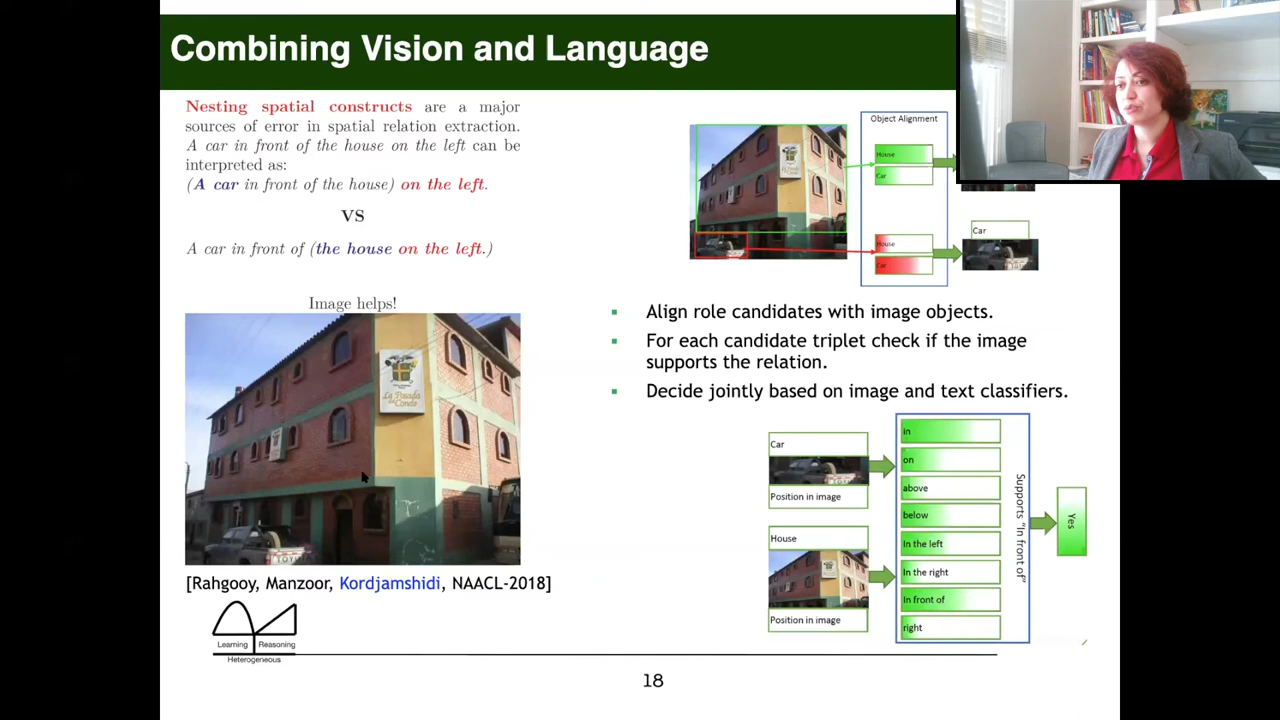 Combining Vision and Language
Nesting spatial constructs are a major
sources of error in spatial relation extraction.
A car in front of the house on the left can be
interpreted as:
(A car in front of the house) on the left.
VS
A car in front of (the house on the left.)
Image helps!
La Posada
del Conde
TOYOTA
[Rahgooy, Manzoor, Kordjamshidi, NAACL-2018]
Learning
Reasoning
Heterogeneous
Object Alignment
House
Car
House
Car
Car
▪ Align role candidates with image objects.
▪ For each candidate triplet check if the image
supports the relation.
▪ Decide jointly based on image and text classifiers.
Car
Position in image
House
Position in image
in
on
above
below
In the left
In the right
In front of
right
Supports "In front of"
Yes
18